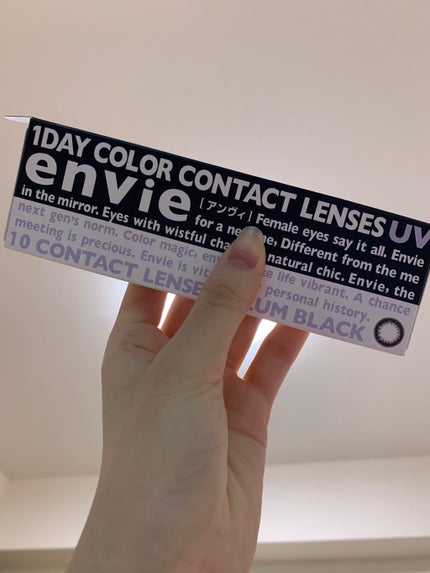 1DAY COLOR CONTACT LENSES UV
envie [アンヴィ] Female eyes say it all. Envie
for a ne me, Different from the me
in the mirror. Eyes with wistful cha natural chic. Envie, the
next gen's norm. Color magic, en life vibrant. A chance
meeting is precious. Envie is vit personal history.
10 CONTACT LENSE UM BLACK